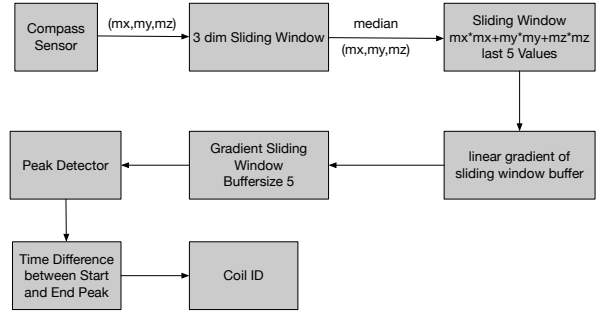 Compass
Sensor
(mx,my,mz)
3 dim Sliding Window
median
(mx,my,mz)
Sliding Window
mx*mx+my*my+mz*mz
last 5 Values
Peak Detector
Gradient Sliding
Window
Buffersize 5
linear gradient of
sliding window buffer
Time Difference
between Start
and End Peak
Coil ID